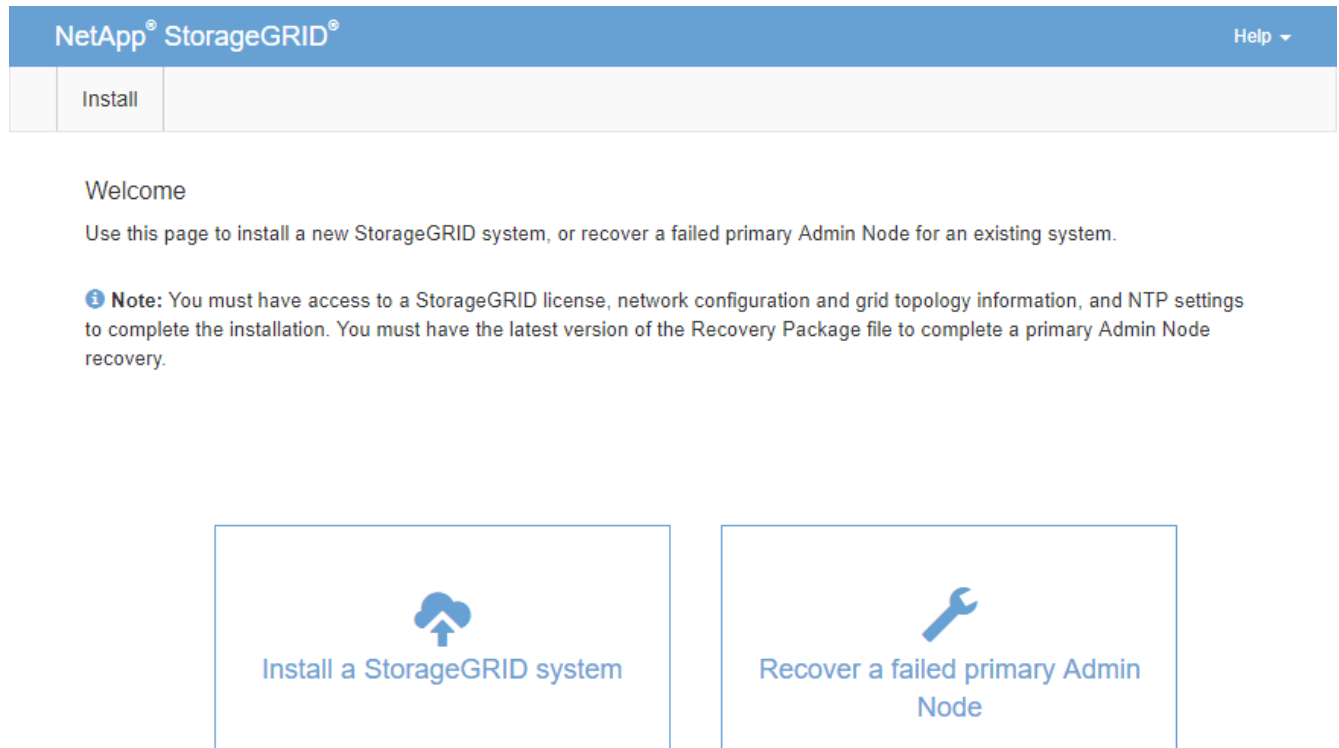 NetApp® StorageGRID®
Help
Install
Welcome
Use this page to install a new StorageGRID system, or recover a failed primary Admin Node for an existing system.
Note: You must have access to a StorageGRID license, network configuration and grid topology information, and NTP settings
to complete the installation. You must have the latest version of the Recovery Package file to complete a primary Admin Node
recovery.
Install a StorageGRID system
Recover a failed primary Admin
Node